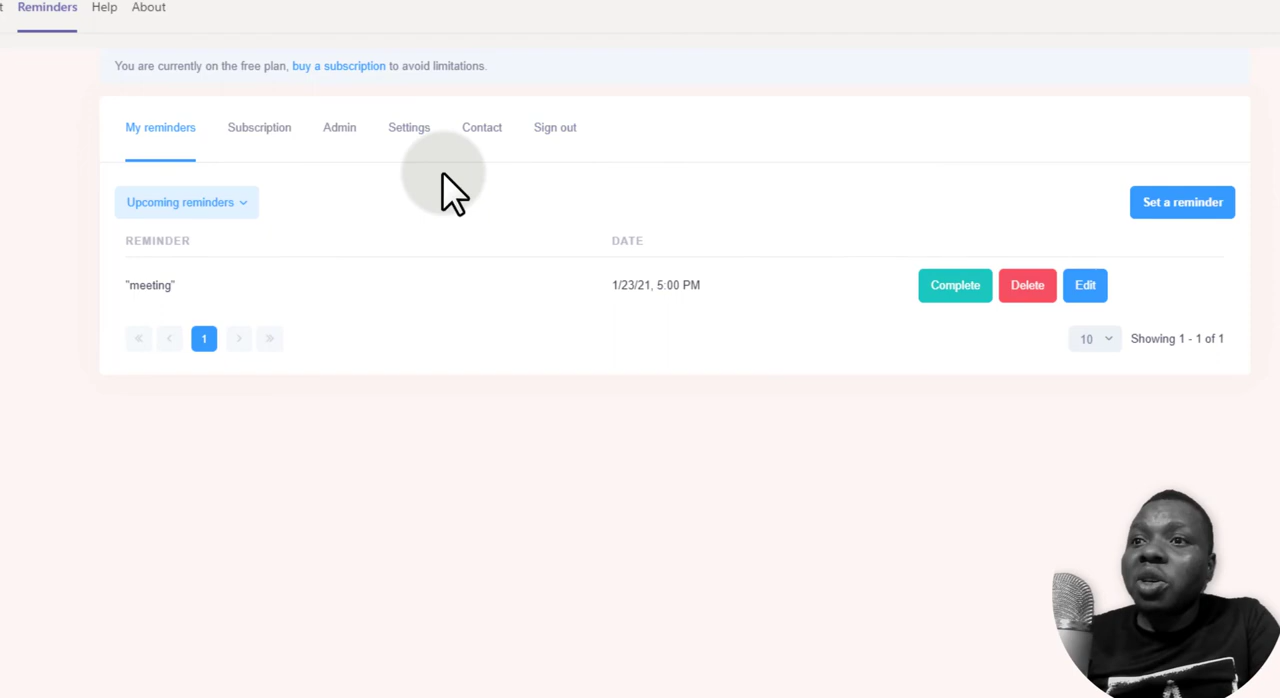 t Reminders Help About
You are currently on the free plan, buy a subscription to avoid limitations.
My reminders Subscription Admin Settings Contact Sign out
Upcoming reminders Set a reminder
REMINDER DATE
"meeting" 1/23/21, 5:00 PM Complete Delete Edit
« ‹ 1 › » 10 Showing 1 - 1 of 1